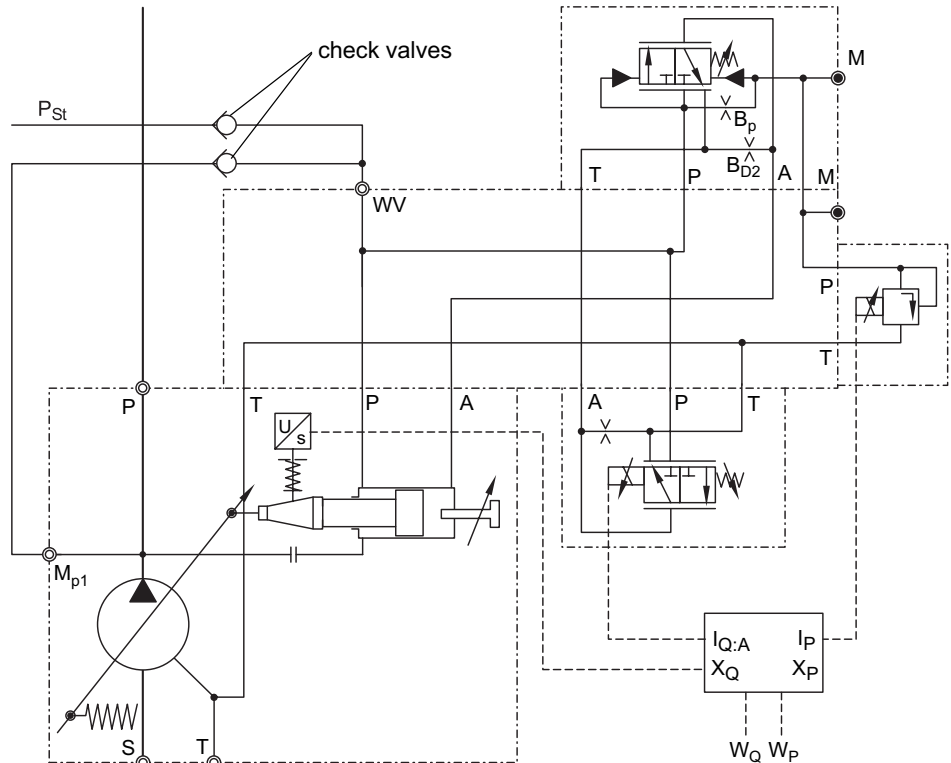 check valves
M
P_St
B_p
B_D2
T P A M
WV
P
T
P T P A A P T
U
s
M_p1
I_Q:A I_P
X_Q X_P
S T
W_Q W_P